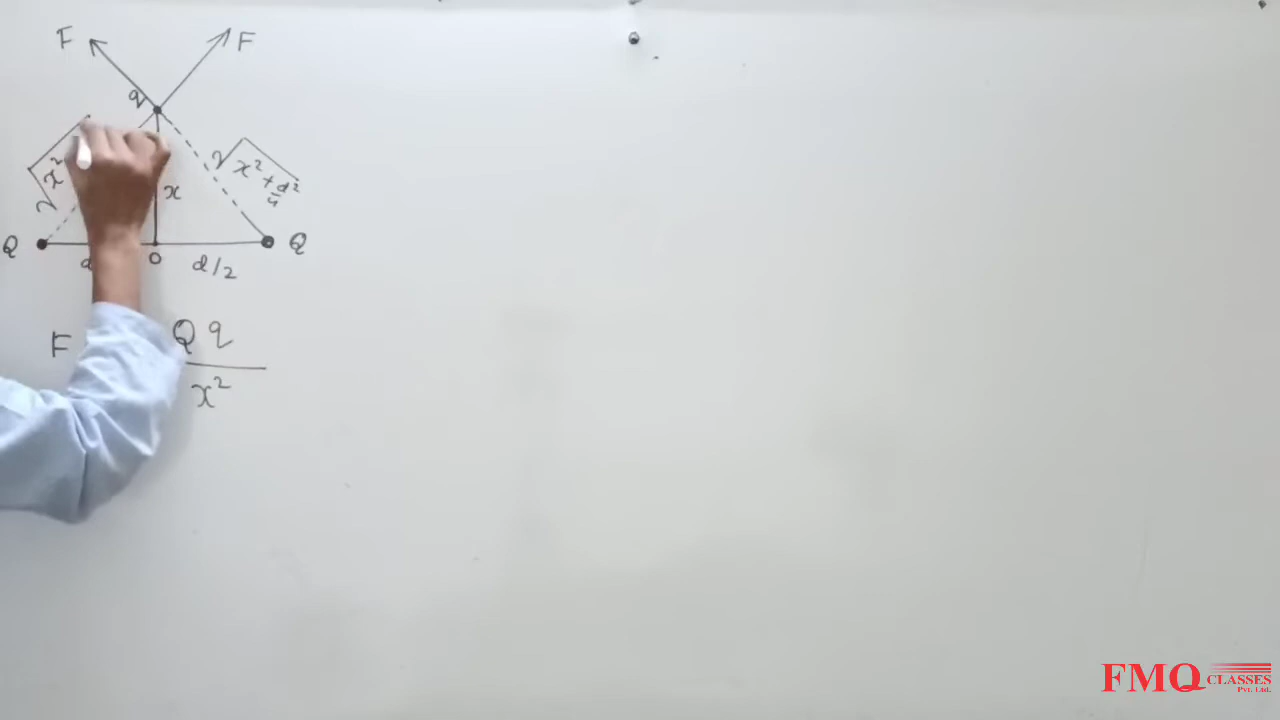 F F
q
√x² √x² + d²/4
x
Q Q
O d/2
F Qq
x²
FMQ CLASSES
Pvt. Ltd.